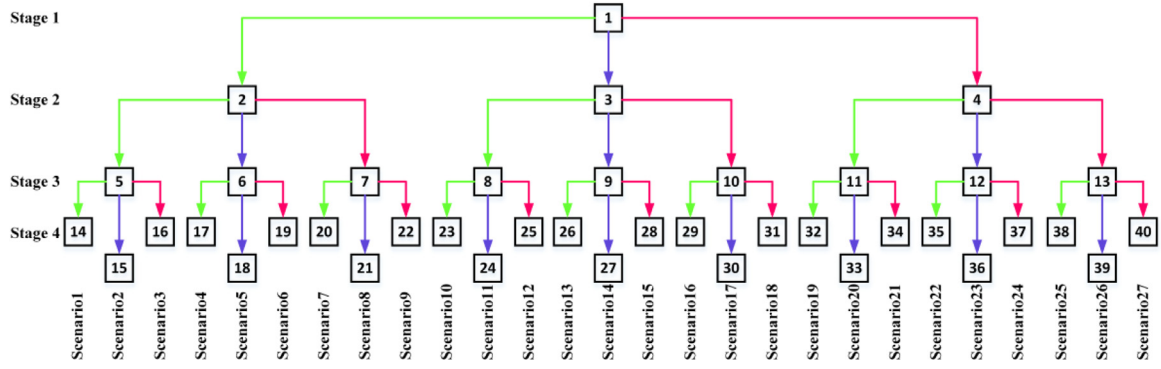 Stage 1
1
Stage 2
2 3 4
Stage 3
5 6 7 8 9 10 11 12 13
Stage 4
14 16 17 19 20 22 23 25 26 28 29 31 32 34 35 37 38 40
15 18 21 24 27 30 33 36 39
Scenario1
Scenario2
Scenario3
Scenario4
Scenario5
Scenario6
Scenario7
Scenario8
Scenario9
Scenario10
Scenario11
Scenario12
Scenario13
Scenario14
Scenario15
Scenario16
Scenario17
Scenario18
Scenario19
Scenario20
Scenario21
Scenario22
Scenario23
Scenario24
Scenario25
Scenario26
Scenario27